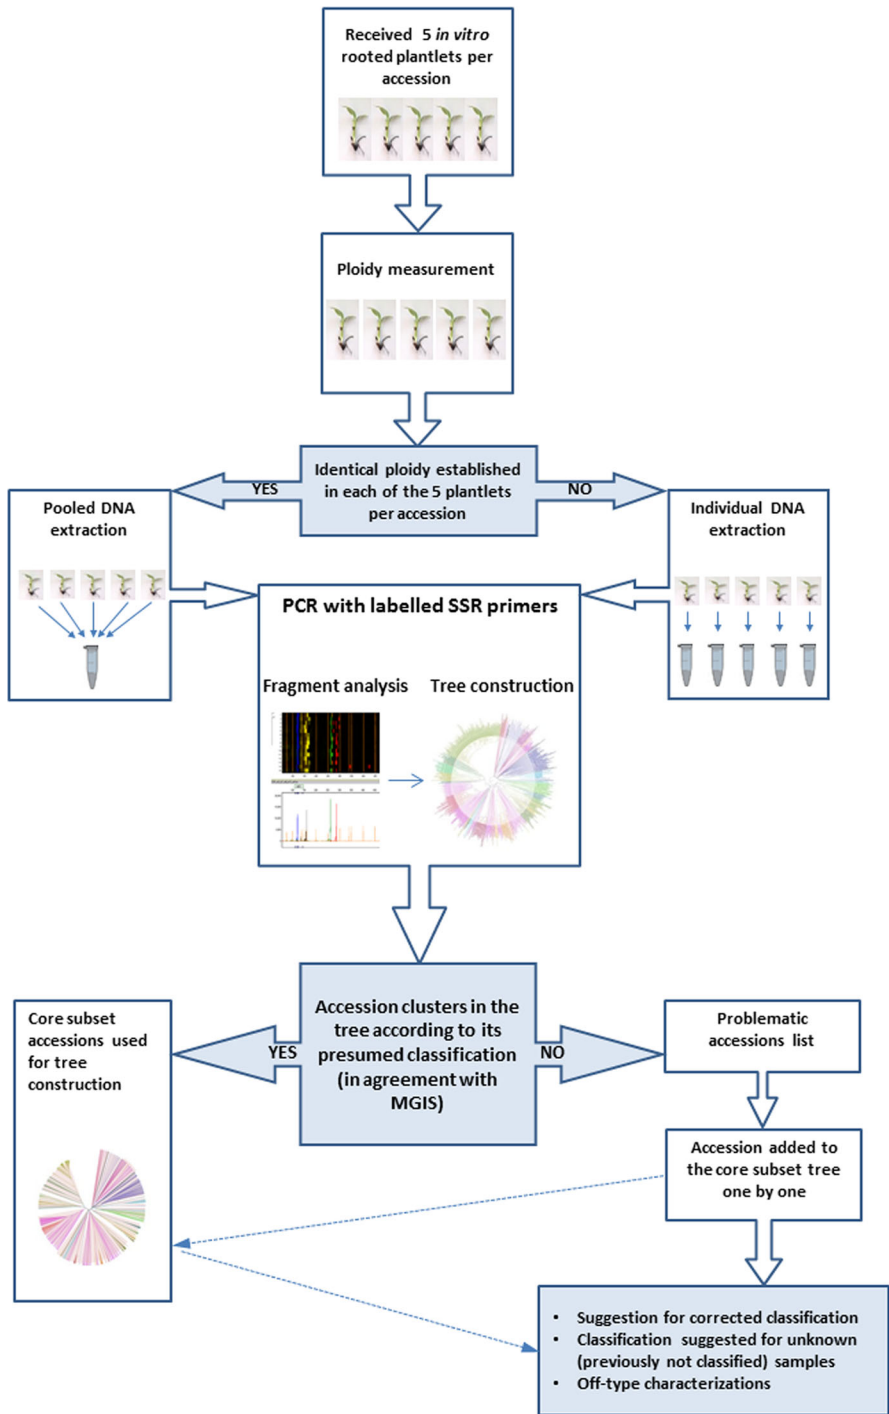 Received 5 in vitro
rooted plantlets per
accession
Ploidy measurement
Identical ploidy established
in each of the 5 plantlets
per accession
YES
NO
Pooled DNA
extraction
Individual DNA
extraction
PCR with labelled SSR primers
Fragment analysis
Tree construction
Accession clusters in the
tree according to its
presumed classification
(in agreement with
MGIS)
YES
NO
Core subset
accessions used
for tree
construction
Problematic
accessions list
Accession added to
the core subset tree
one by one
• Suggestion for corrected classification
• Classification suggested for unknown
(previously not classified) samples
• Off-type characterizations